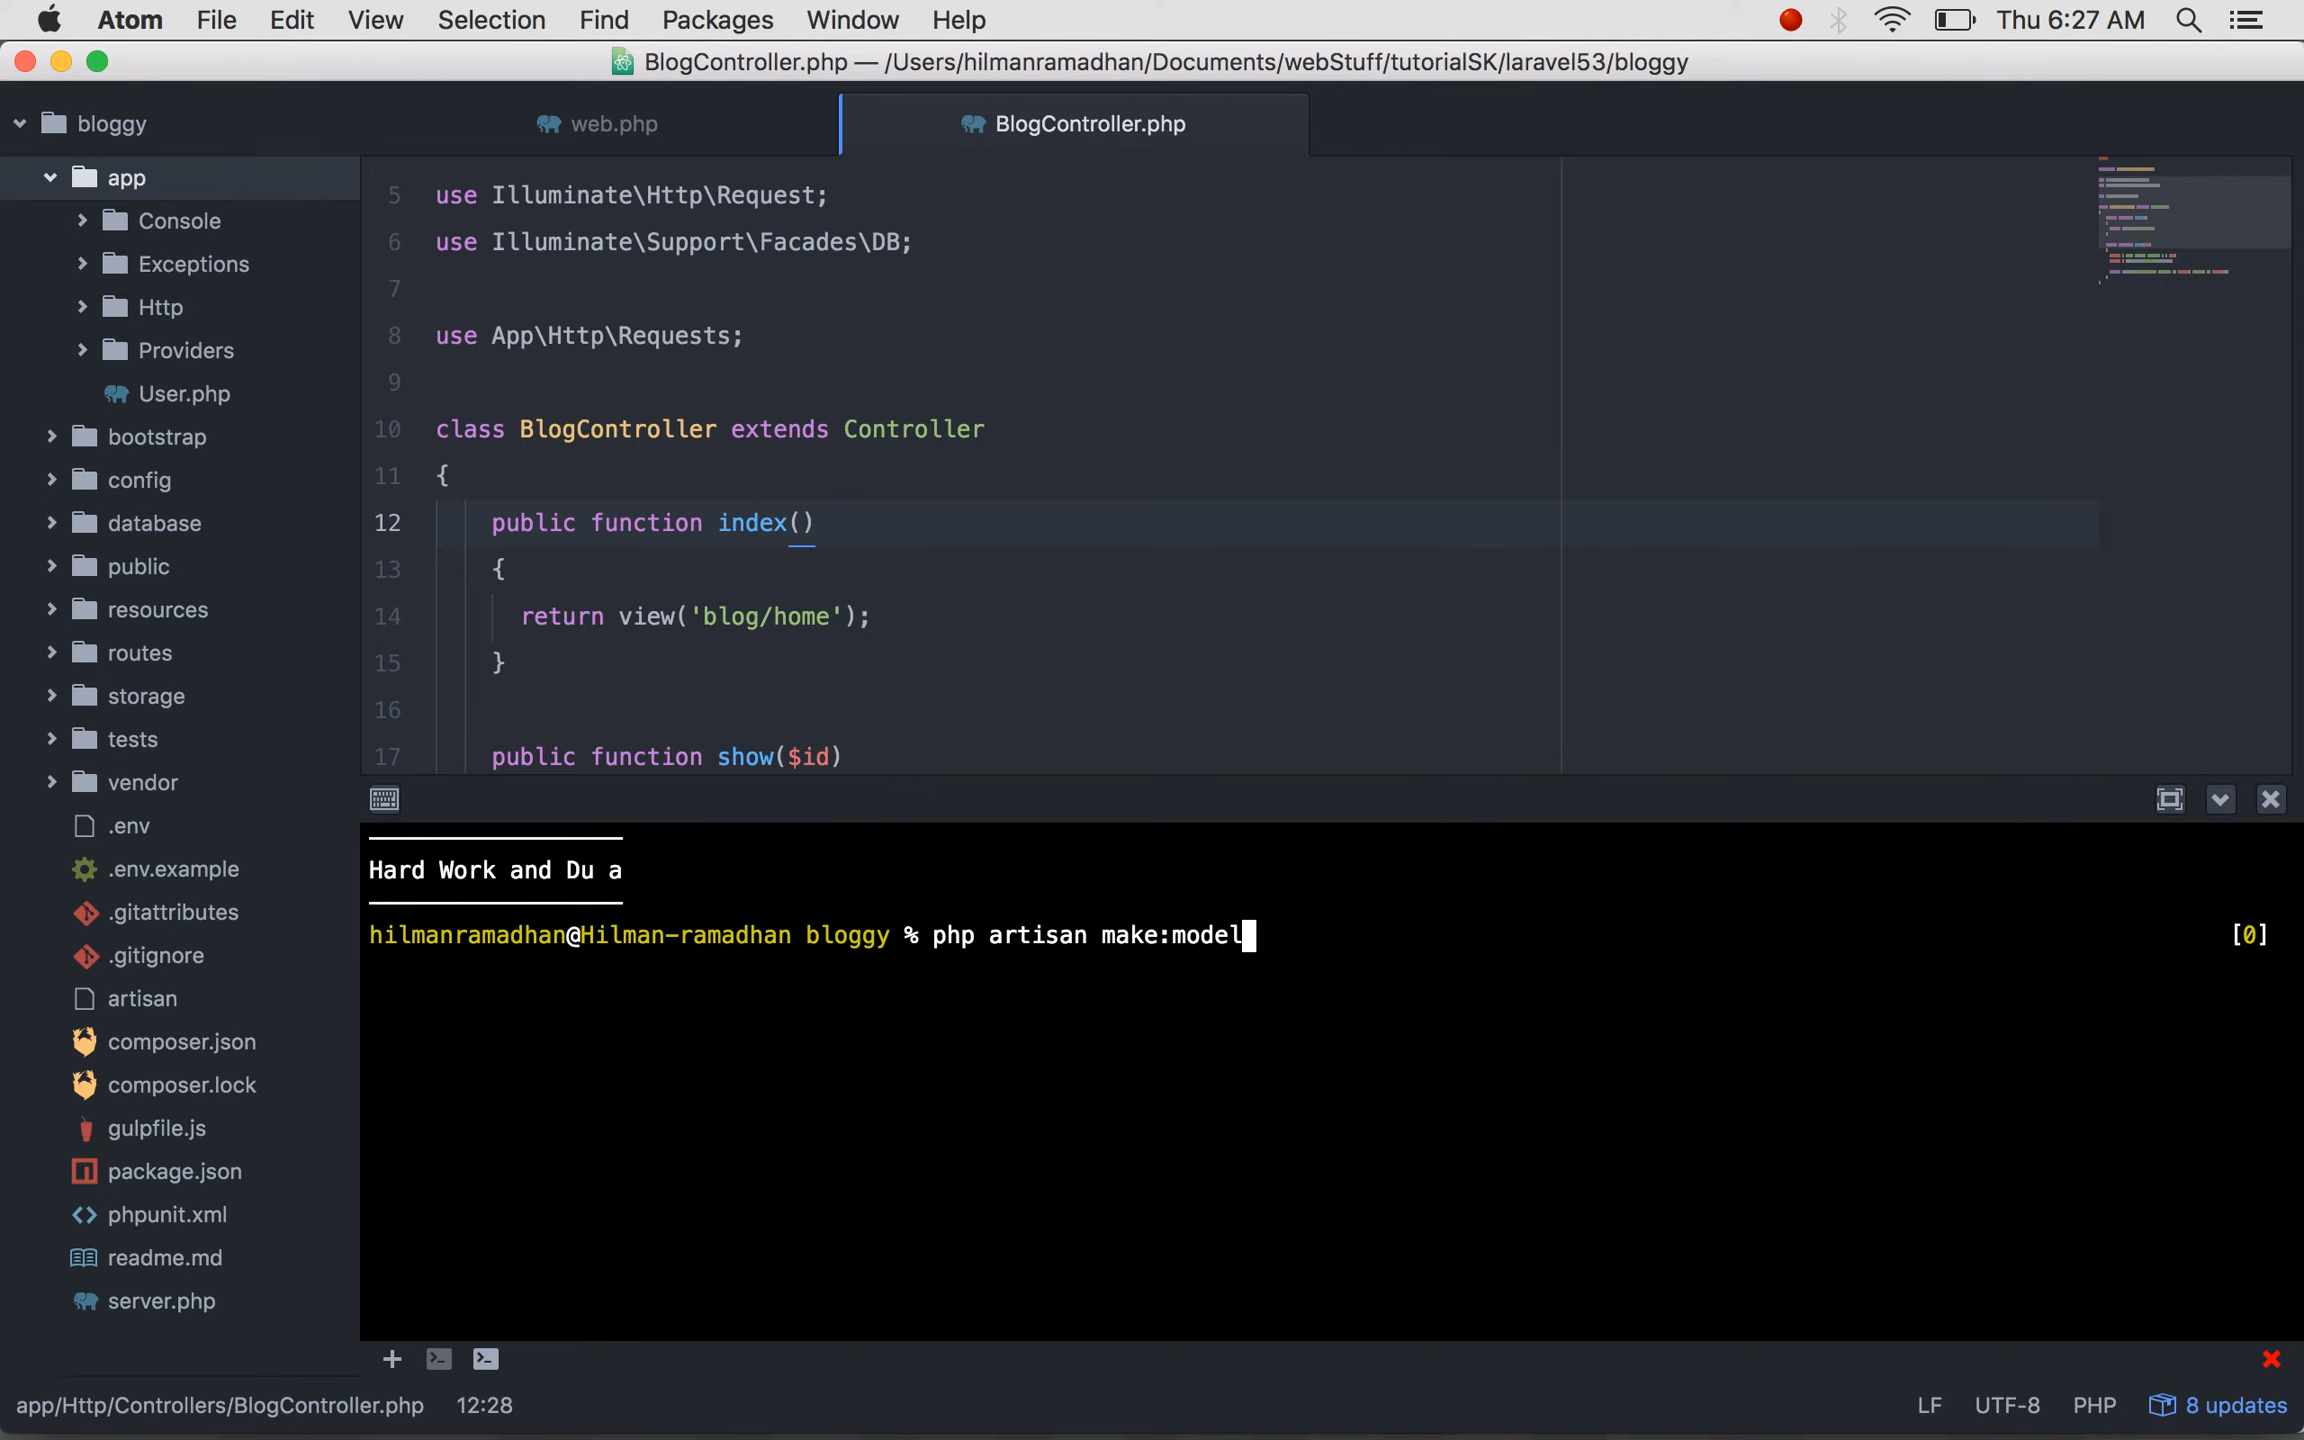 Atom File Edit View Selection Find Packages Window Help Thu 6:27 AM
BlogController.php — /Users/hilmanramadhan/Documents/webStuff/tutorialSK/laravel53/bloggy
bloggy
app
Console
Exceptions
Http
Providers
User.php
bootstrap
config
database
public
resources
routes
storage
tests
vendor
.env
.env.example
.gitattributes
.gitignore
artisan
composer.json
composer.lock
gulpfile.js
package.json
phpunit.xml
readme.md
server.php
web.php BlogController.php
5 use Illuminate\Http\Request;
6 use Illuminate\Support\Facades\DB;
7
8 use App\Http\Requests;
9
10 class BlogController extends Controller
11 {
12 public function index()
13 {
14 return view('blog/home');
15 }
16
17 public function show($id)
Hard Work and Du a
hilmanramadhan@Hilman-ramadhan bloggy % php artisan make:model [0]
app/Http/Controllers/BlogController.php 12:28 LF UTF-8 PHP 8 updates